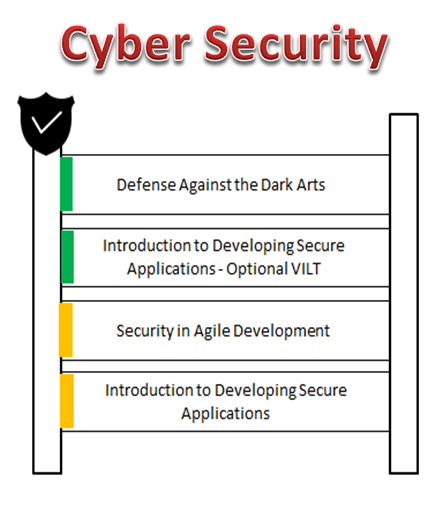 Cyber Security
Defense Against the Dark Arts
Introduction to Developing Secure
Applications - Optional VILT
Security in Agile Development
Introduction to Developing Secure
Applications